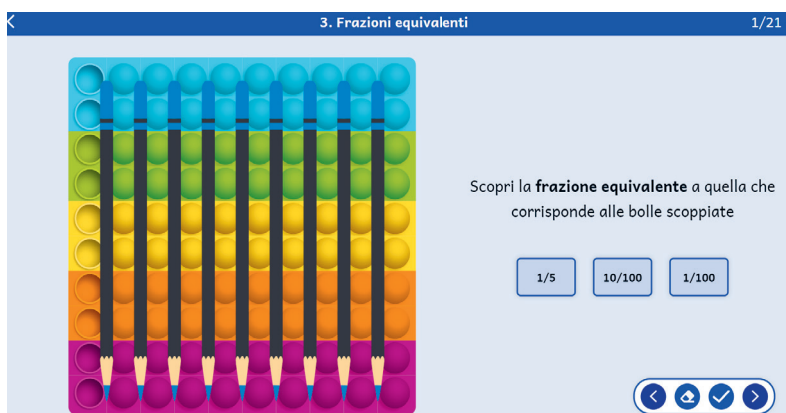 3. Frazioni equivalenti
1/21
Scopri la frazione equivalente a quella che
corrisponde alle bolle scoppiate
1/5
10/100
1/100